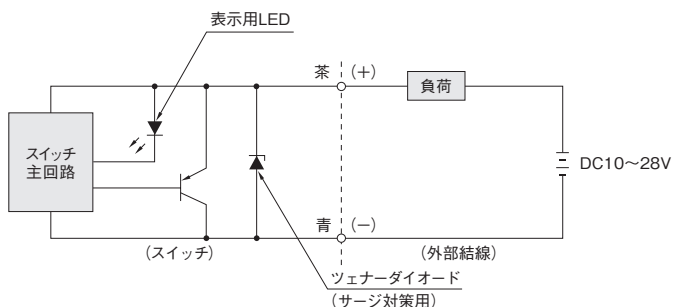 表示用LED
茶 (+)
負荷
スイッチ
主回路
DC10～28V
青 (−)
(スイッチ)
(外部結線)
ツェナーダイオード
(サージ対策用)